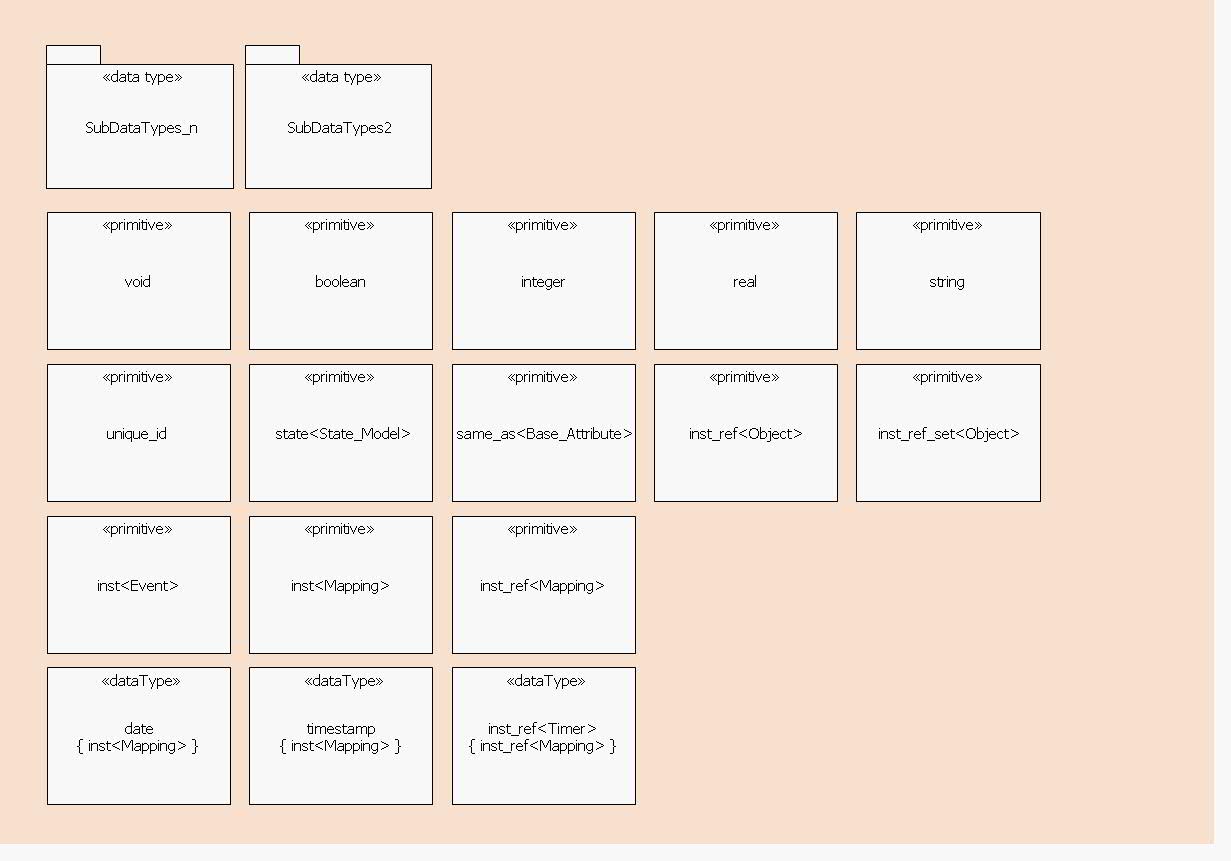 «data type»
SubDataTypes_n
«data type»
SubDataTypes2
«primitive»
void
«primitive»
boolean
«primitive»
integer
«primitive»
real
«primitive»
string
«primitive»
unique_id
«primitive»
state<State_Model>
«primitive»
same_as<Base_Attribute>
«primitive»
inst_ref<Object>
«primitive»
inst_ref_set<Object>
«primitive»
inst<Event>
«primitive»
inst<Mapping>
«primitive»
inst_ref<Mapping>
«dataType»
date
{ inst<Mapping> }
«dataType»
timestamp
{ inst<Mapping> }
«dataType»
inst_ref<Timer>
{ inst_ref<Mapping> }